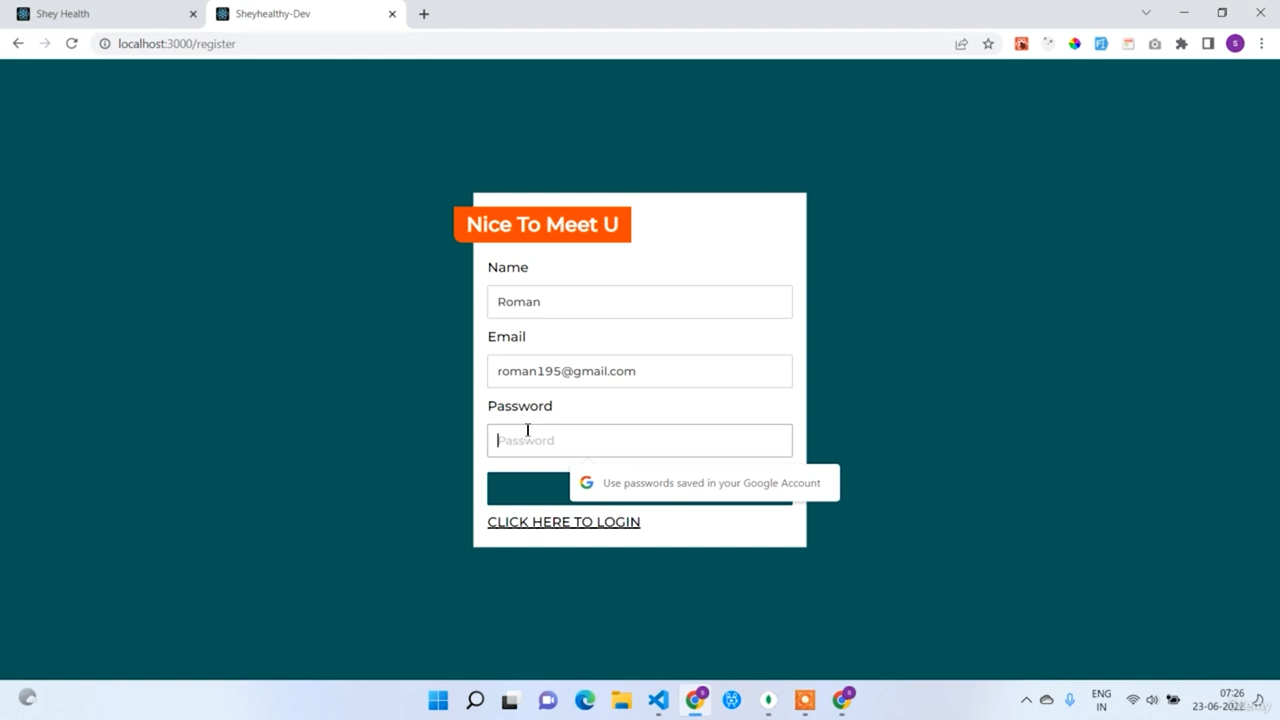 Shey Health
Sheyhealthy-Dev
localhost:3000/register
S
Nice To Meet U
Name
Roman
Email
roman195@gmail.com
Password
Password
Use passwords saved in your Google Account
CLICK HERE TO LOGIN
ENG
IN
07:26
23-06-2022